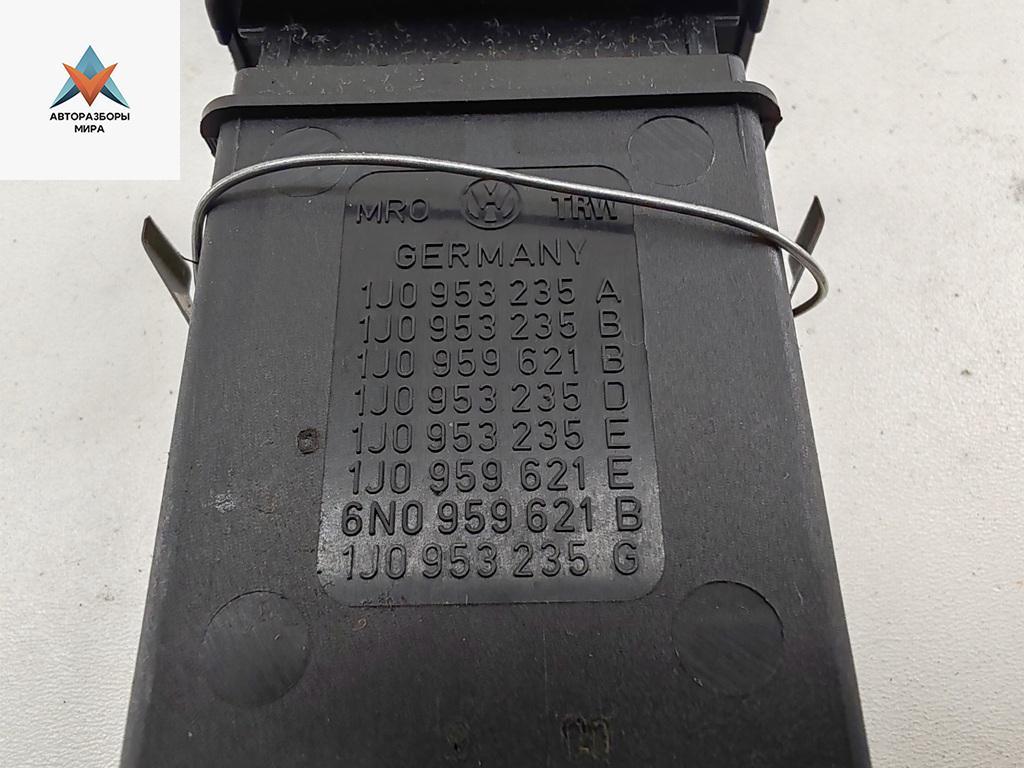 АВТОРАЗБОРЫ
МИРА
MRO TRW
GERMANY
1J0 953 235 A
1J0 953 235 B
1J0 959 621 B
1J0 953 235 D
1J0 953 235 E
1J0 959 621 E
6N0 959 621 B
1J0 953 235 G